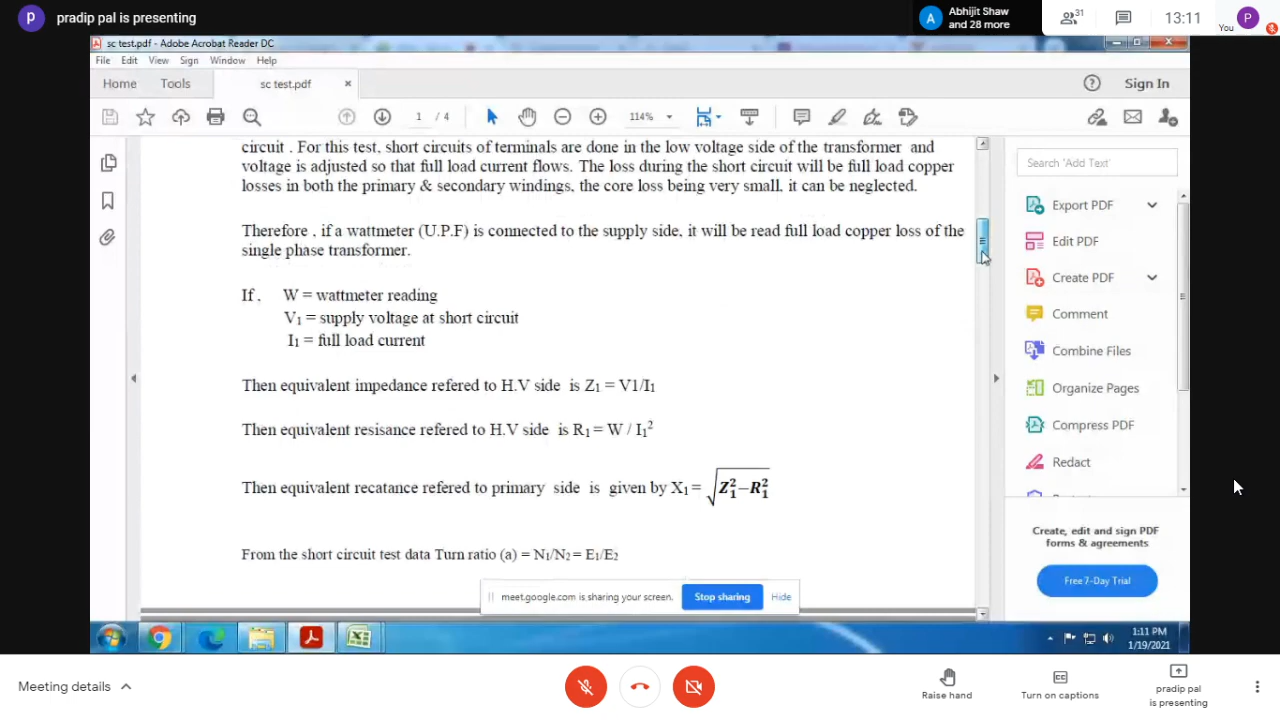 p pradip pal is presenting
A Abhijit Shaw
and 28 more
31
13:11
You
P
sc test.pdf - Adobe Acrobat Reader DC
File Edit View Sign Window Help
Home Tools sc test.pdf × ? Sign In
1 / 4 114%
circuit . For this test, short circuits of terminals are done in the low voltage side of the transformer and
voltage is adjusted so that full load current flows. The loss during the short circuit will be full load copper
losses in both the primary & secondary windings, the core loss being very small, it can be neglected.
Therefore , if a wattmeter (U.P.F) is connected to the supply side, it will be read full load copper loss of the
single phase transformer.
If . W = wattmeter reading
V₁ = supply voltage at short circuit
I₁ = full load current
Then equivalent impedance refered to H.V side is Z₁ = V1/I₁
Then equivalent resisance refered to H.V side is R₁ = W / I₁²
Then equivalent recatance refered to primary side is given by X₁ = √Z₁²−R₁²
From the short circuit test data Turn ratio (a) = N₁/N₂ = E₁/E₂
Search 'Add Text'
Export PDF
Edit PDF
Create PDF
Comment
Combine Files
Organize Pages
Compress PDF
Redact
Create, edit and sign PDF
forms & agreements
Free 7-Day Trial
meet.google.com is sharing your screen. Stop sharing Hide
1:11 PM
1/19/2021
Meeting details
Raise hand
Turn on captions
pradip pal
is presenting